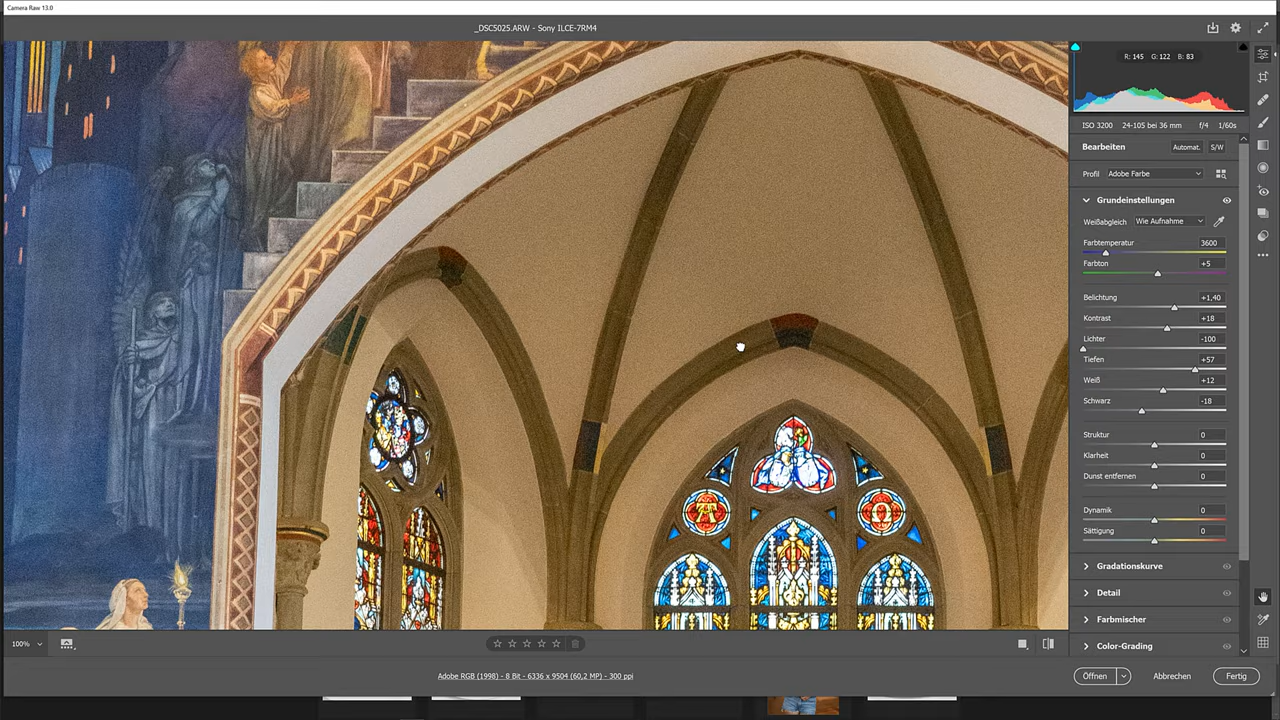 Camera Raw 13.0
_DSC5025.ARW - Sony ILCE-7RM4
R: 145 G: 122 B: 83
ISO 3200 24-105 bei 36 mm f/4 1/60s
Bearbeiten Automat. S/W
Profil Adobe Farbe
Grundeinstellungen
Weißabgleich Wie Aufnahme
Farbtemperatur 3600
Farbton +5
Belichtung +1,40
Kontrast +18
Lichter -100
Tiefen +57
Weiß +12
Schwarz -18
Struktur 0
Klarheit 0
Dunst entfernen 0
Dynamik 0
Sättigung 0
Gradationskurve
Detail
Farbmischer
Color-Grading
100%
Adobe RGB (1998) - 8 Bit - 6336 x 9504 (60,2 MP) - 300 ppi
Öffnen Abbrechen Fertig